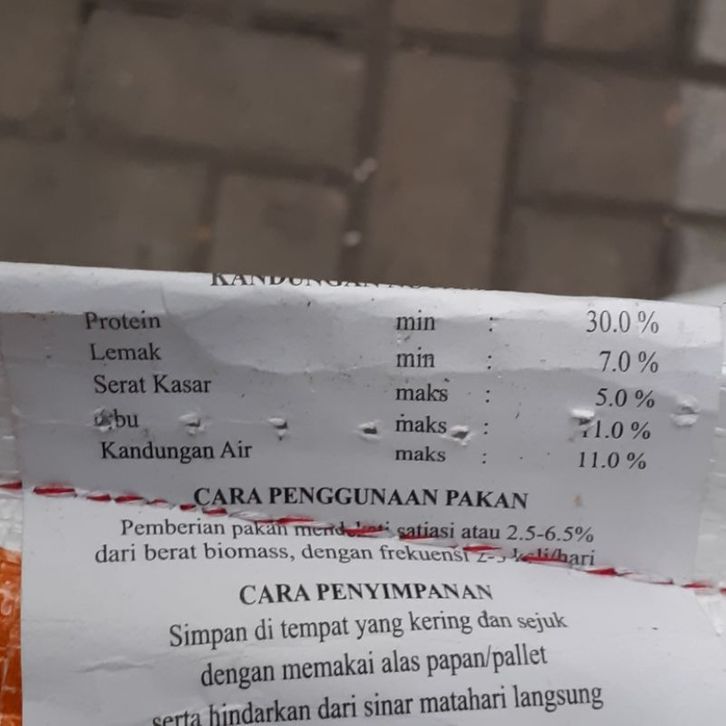 Protein min : 30.0 %
Lemak min : 7.0 %
Serat Kasar maks : 5.0 %
maks : 11.0 %
Kandungan Air maks : 11.0 %
CARA PENGGUNAAN PAKAN
Pemberian pakan mendekati satiasi atau 2.5-6.5%
dari berat biomass, dengan frekuensi kali/hari
CARA PENYIMPANAN
Simpan di tempat yang kering dan sejuk
dengan memakai alas papan/pallet
serta hindarkan dari sinar matahari langsung